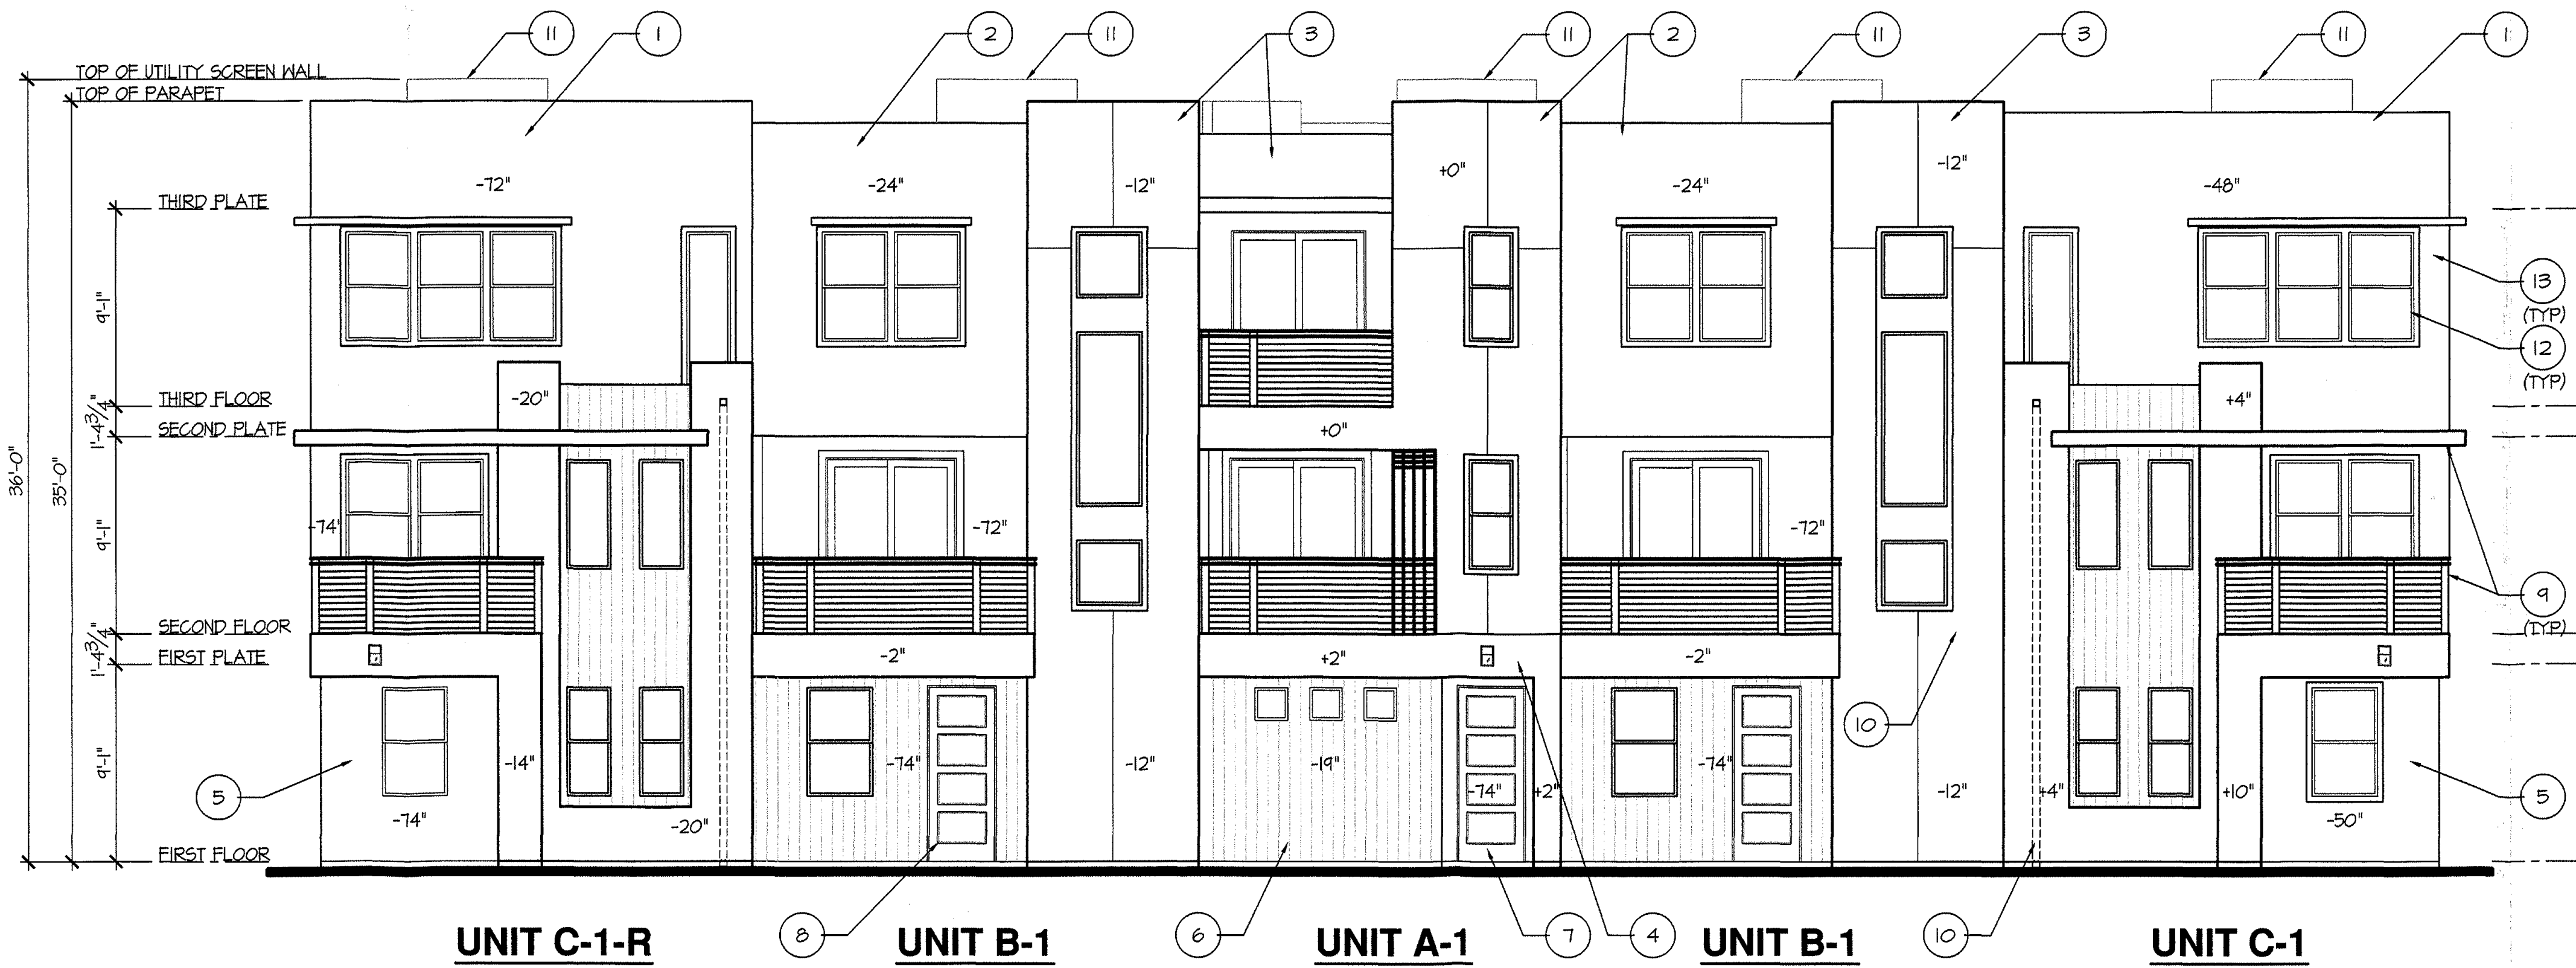 11 1 2 11 3 11 2 11 3 11 1
TOP OF UTILITY SCREEN WALL
TOP OF PARAPET
-72" -24" -12" +0" -24" -12" -48"
THIRD PLATE
13
(TYP)
12
(TYP)
9'-1"
THIRD FLOOR
-20" +4"
1'-4 3/4"
SECOND PLATE
+0"
36'-0"
35'-0"
9'-1"
-74" -72" -72"
9
(TYP)
SECOND FLOOR
1'-4 3/4"
FIRST PLATE
-2" +2" -2"
10
9'-1"
5 -14" -74" -12" -19" -74" +2" -74" -12" +4" +10" 5
-74" -20" -50"
FIRST FLOOR
8 6 7 4 10
UNIT C-1-R UNIT B-1 UNIT A-1 UNIT B-1 UNIT C-1